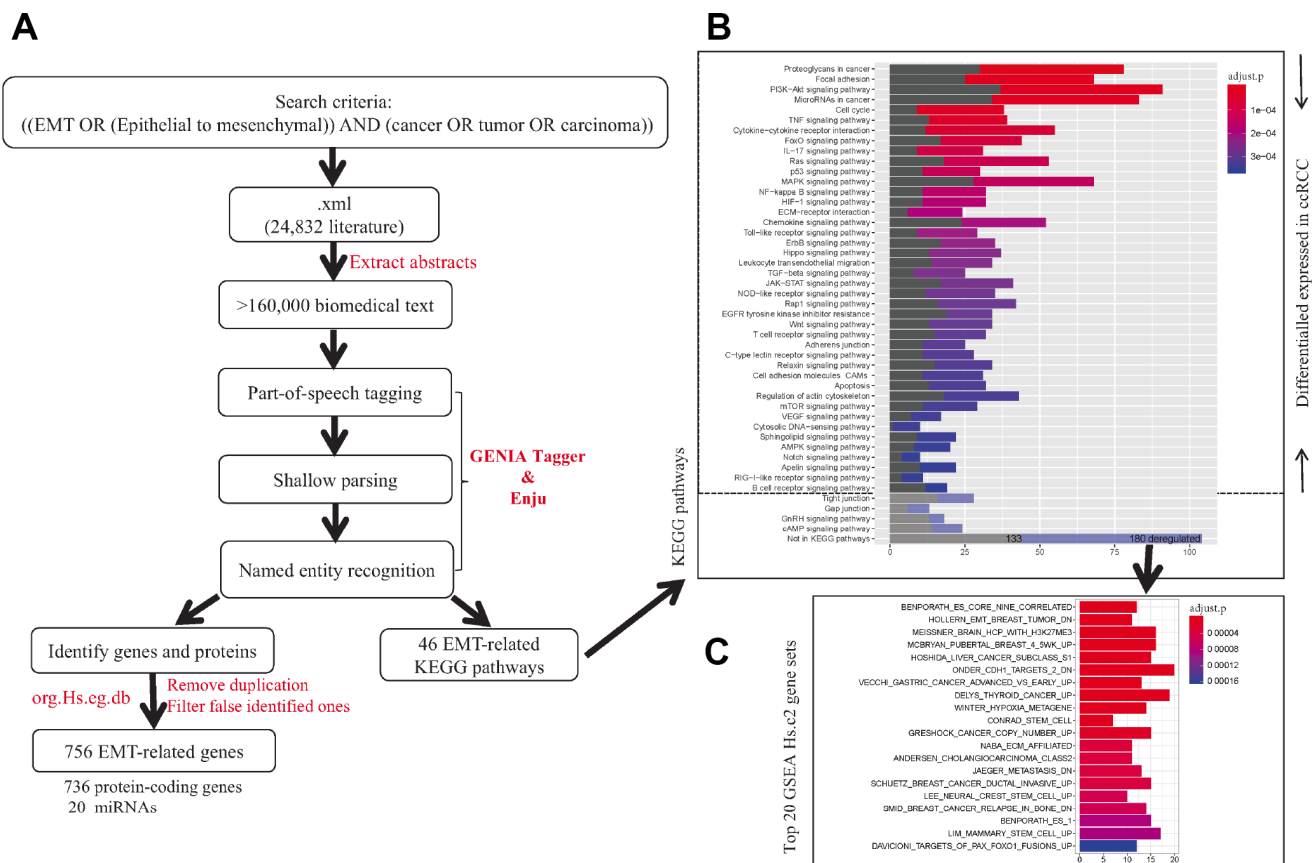 A
Search criteria:
((EMT OR (Epithelial to mesenchymal)) AND (cancer OR tumor OR carcinoma))
.xml
(24,832 literature)
Extract abstracts
>160,000 biomedical text
Part-of-speech tagging
Shallow parsing
GENIA Tagger
&
Enju
Named entity recognition
Identify genes and proteins
46 EMT-related
KEGG pathways
org.Hs.eg.db
Remove duplication
Filter false identified ones
756 EMT-related genes
736 protein-coding genes
20 miRNAs
B
KEGG pathways
Proteoglycans in cancer
Focal adhesion
PI3K-Akt signaling pathway
MicroRNAs in cancer
Cell cycle
TNF signaling pathway
Cytokine-cytokine receptor interaction
FoxO signaling pathway
IL-17 signaling pathway
Ras signaling pathway
p53 signaling pathway
MAPK signaling pathway
NF-kappa B signaling pathway
HIF-1 signaling pathway
ECM-receptor interaction
Chemokine signaling pathway
Toll-like receptor signaling pathway
ErbB signaling pathway
Hippo signaling pathway
Leukocyte transendothelial migration
TGF-beta signaling pathway
JAK-STAT signaling pathway
NOD-like receptor signaling pathway
Rap1 signaling pathway
EGFR tyrosine kinase inhibitor resistance
Wnt signaling pathway
T cell receptor signaling pathway
Adherens junction
C-type lectin receptor signaling pathway
Relaxin signaling pathway
Cell adhesion molecules CAMs
Apoptosis
Regulation of actin cytoskeleton
mTOR signaling pathway
VEGF signaling pathway
Cytosolic DNA-sensing pathway
Sphingolipid signaling pathway
AMPK signaling pathway
Notch signaling pathway
Apelin signaling pathway
RIG-I-like receptor signaling pathway
B cell receptor signaling pathway
Tight junction
Gap junction
GnRH signaling pathway
cAMP signaling pathway
Not in KEGG pathways
133
180 deregulated
0 25 50 75 100
adjust.p
1e-04
2e-04
3e-04
Differentialled expressed in ccRCC
C
Top 20 GSEA Hs.c2 gene sets
BENPORATH_ES_CORE_NINE_CORRELATED
HOLLERN_EMT_BREAST_TUMOR_DN
MEISSNER_BRAIN_HCP_WITH_H3K27ME3
MCBRYAN_PUBERTAL_BREAST_4_5WK_UP
HOSHIDA_LIVER_CANCER_SUBCLASS_S1
ONDER_CDH1_TARGETS_2_DN
VECCHI_GASTRIC_CANCER_ADVANCED_VS_EARLY_UP
DELYS_THYROID_CANCER_UP
WINTER_HYPOXIA_METAGENE
CONRAD_STEM_CELL
GRESHOCK_CANCER_COPY_NUMBER_UP
NABA_ECM_AFFILIATED
ANDERSEN_CHOLANGIOCARCINOMA_CLASS2
JAEGER_METASTASIS_DN
SCHUETZ_BREAST_CANCER_DUCTAL_INVASIVE_UP
LEE_NEURAL_CREST_STEM_CELL_UP
SMID_BREAST_CANCER_RELAPSE_IN_BONE_DN
BENPORATH_ES_1
LIM_MAMMARY_STEM_CELL_UP
DAVICIONI_TARGETS_OF_PAX_FOXO1_FUSIONS_UP
0 5 10 15 20
adjust.p
0 00004
0 00008
0 00012
0 00016